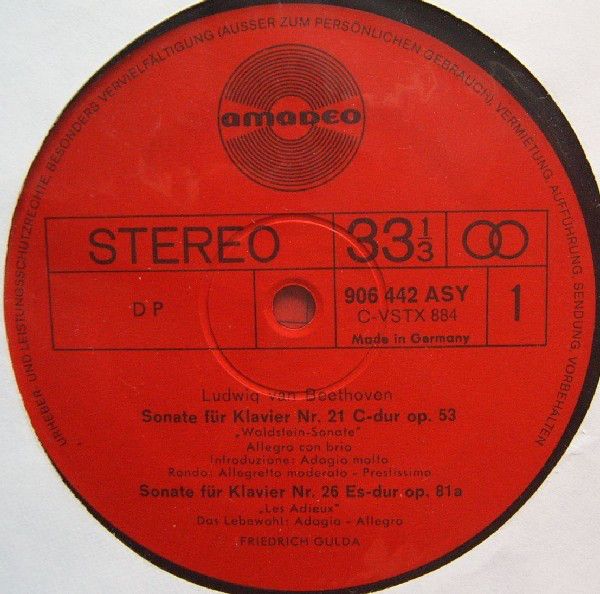 URHEBER UND LEISTUNGSSCHUTZRECHTE, BESONDERS VERVIELFÄLTIGUNG (AUSSER ZUM PERSÖNLICHEN GEBRAUCH), VERMIETUNG AUFFÜHRUNG SENDUNG VORBEHALTEN
amadeo
STEREO 33 1/3
DP 906 442 ASY 1
C-VSTX 884
Made in Germany
Ludwig van Beethoven
Sonate für Klavier Nr. 21 C-dur op. 53
„Waldstein-Sonate"
Allegro con brio
Introduzione: Adagio molto
Rondo: Allegretto moderato - Prestissimo
Sonate für Klavier Nr. 26 Es-dur op. 81a
„Les Adieux"
Das Lebewohl: Adagio - Allegro
FRIEDRICH GULDA